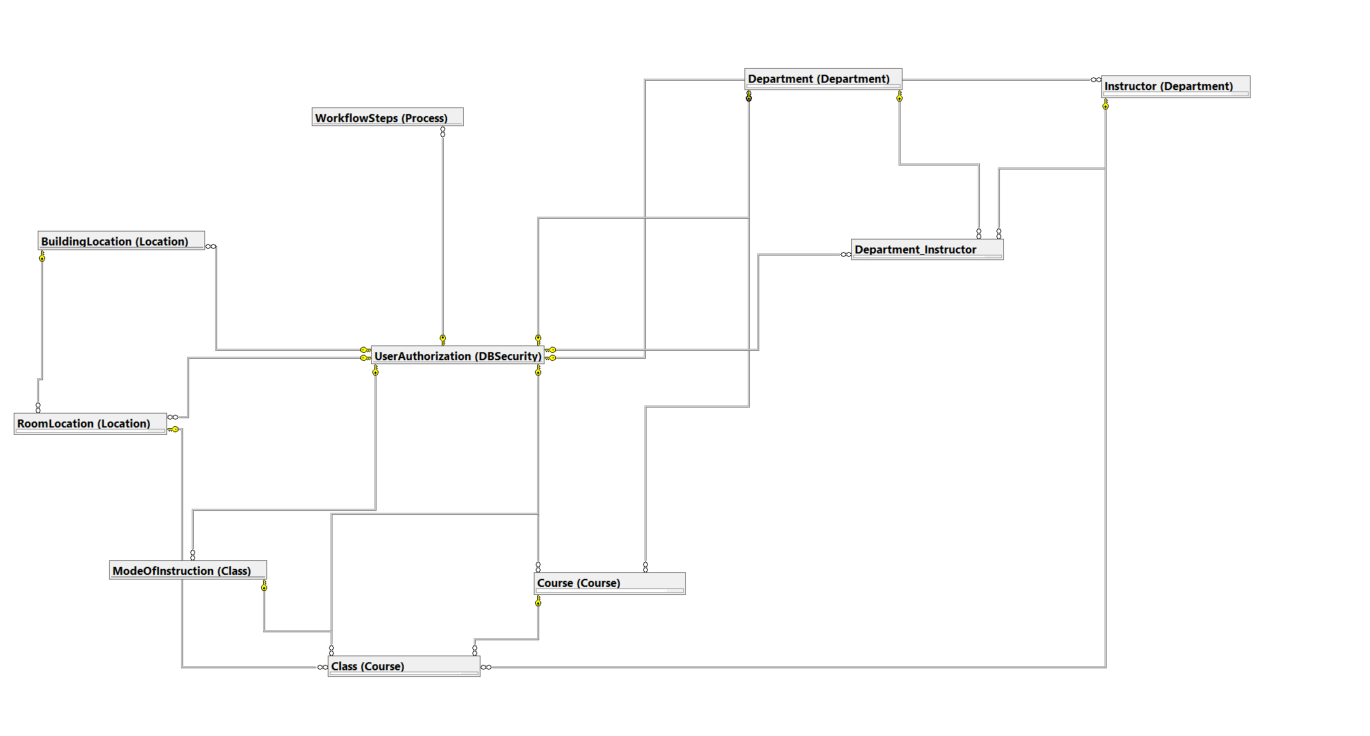 Department (Department)
Instructor (Department)
WorkflowSteps (Process)
BuildingLocation (Location)
Department_Instructor
UserAuthorization (DBSecurity)
RoomLocation (Location)
ModeOfInstruction (Class)
Course (Course)
Class (Course)